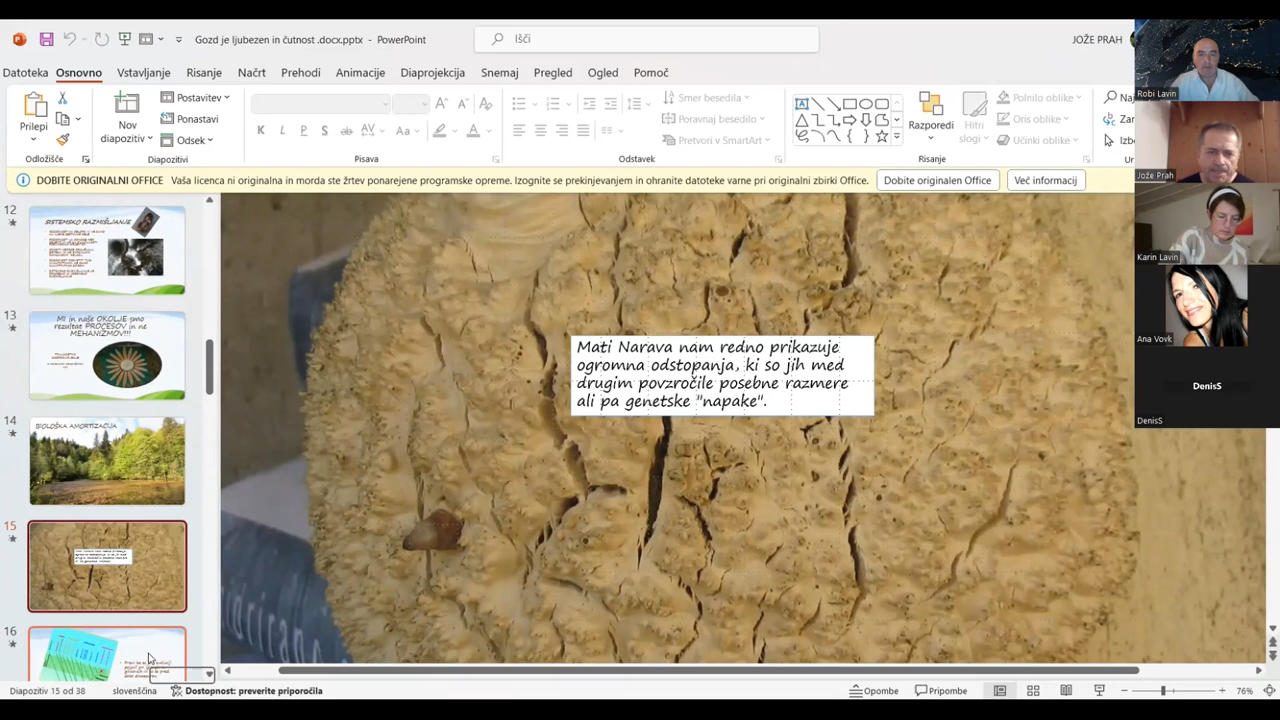 Gozd je ljubezen in čutnost .docx.pptx - PowerPoint
Išči
JOŽE PRAH
Datoteka Osnovno Vstavljanje Risanje Načrt Prehodi Animacije Diaprojekcija Snemaj Pregled Ogled Pomoč
Prilepi
Nov diapozitiv
Postavitev
Ponastavi
Odsek
Smer besedila
Poravnaj besedilo
Pretvori v SmartArt
Razporedi
Hitri slogi
Polnilo oblike
Oris oblike
Učinki oblike
Odložišče Diapozitivi Pisava Odstavek Risanje
DOBITE ORIGINALNI OFFICE Vaša licenca ni originalna in morda ste žrtev ponarejene programske opreme. Izognite se prekinjevanjem in ohranite datoteke varne pri originalni zbirki Office. Dobite originalen Office Več informacij
12
SISTEMSKO RAZMIŠLJANJE
13
MI in naše OKOLJE smo
rezultat PROCESOV in ne
MEHANIZMOV!!!
14
BIOLOŠKA AMORTIZACIJA
15
16
Mati Narava nam redno prikazuje
ogromna odstopanja, ki so jih med
drugim povzročile posebne razmere
ali pa genetske "napake".
Robi Lavin
Jože Prah
Karin Lavin
Ana Vovk
DenisS
DenisS
Diapozitiv 15 od 38 slovenščina Dostopnost: preverite priporočila Opombe Pripombe 76%